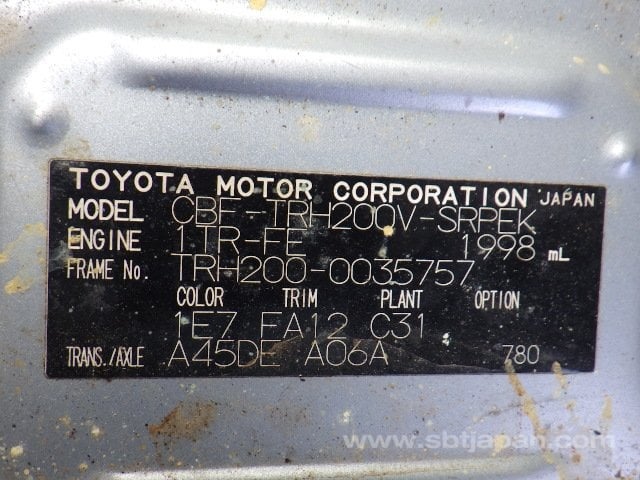 TOYOTA MOTOR CORPORATION JAPAN
MODEL CBF-TRH200V-SRPEK
ENGINE 1TR-FE 1998 mL
FRAME No. TRH200-0035757
COLOR TRIM PLANT OPTION
1E7 FA12 C31
TRANS./AXLE A45DE A06A 780
www.sbtjapan.com